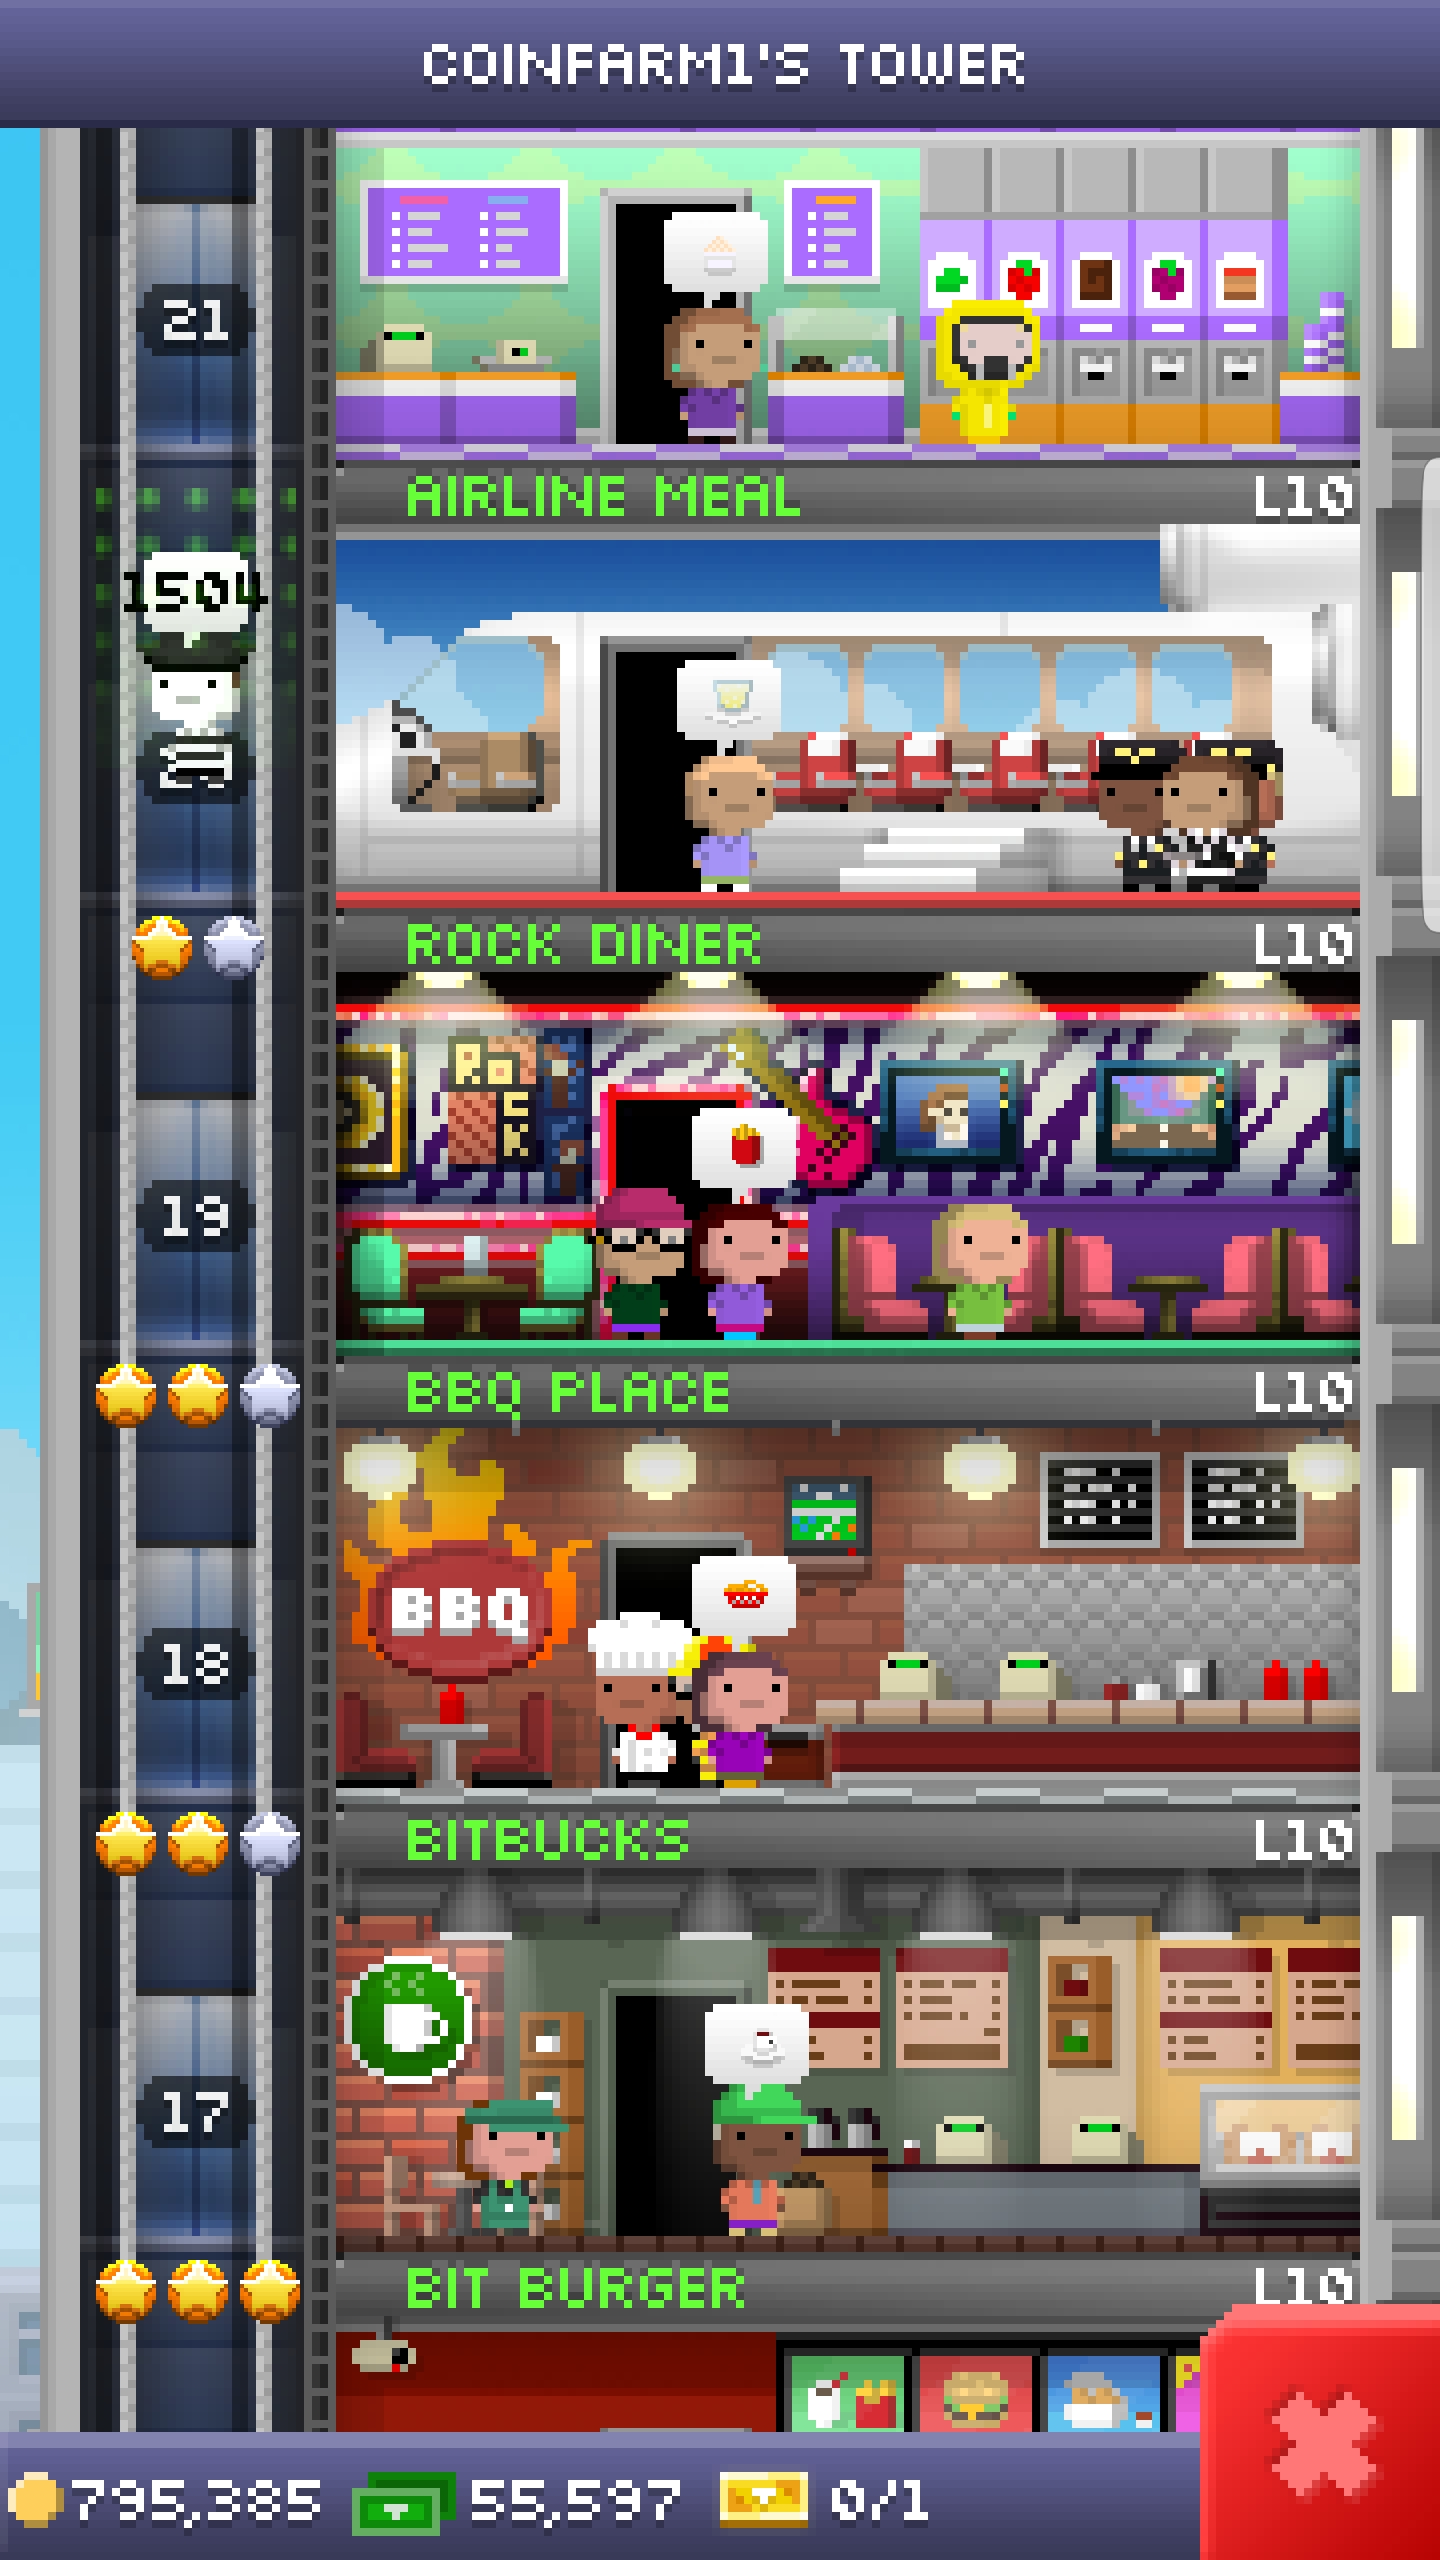 COINFARM1'S TOWER
21
AIRLINE MEAL L10
1504
ROCK DINER L10
RockR
19
BBQ PLACE L10
BBQ
18
BITBUCKS L10
17
BIT BURGER L10
795,385 55,597 0/1